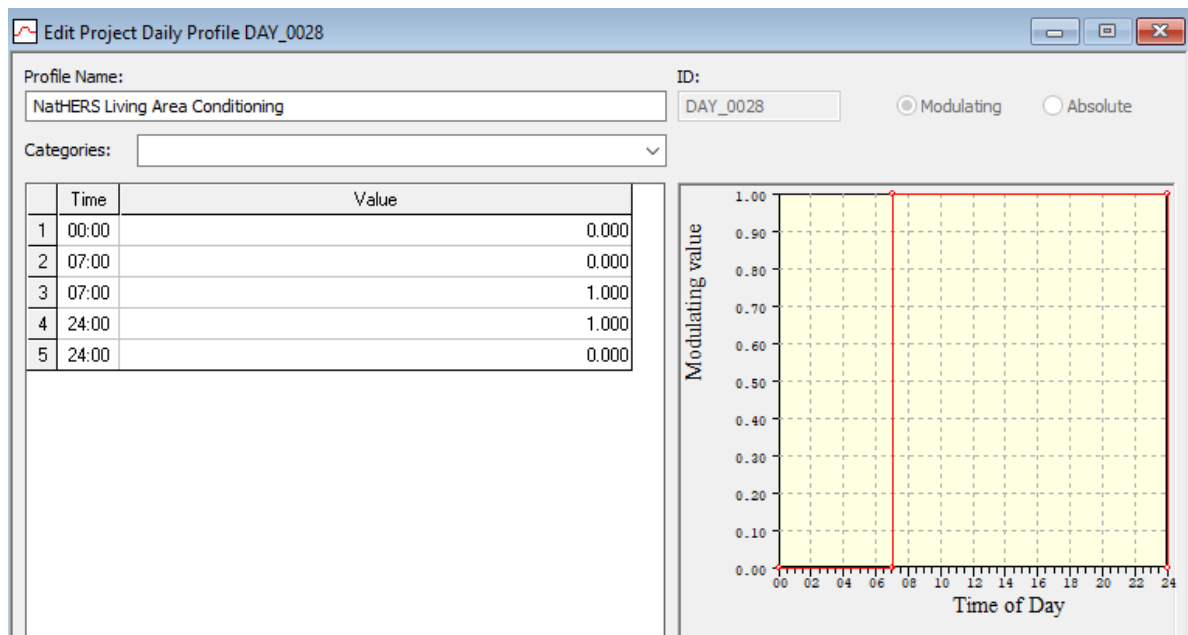 Edit Project Daily Profile DAY_0028
Profile Name:
ID:
NatHERS Living Area Conditioning
DAY_0028
Modulating
Absolute
Categories:
Time Value
1 00:00 0.000
2 07:00 0.000
3 07:00 1.000
4 24:00 1.000
5 24:00 0.000
Modulating value
1.00
0.90
0.80
0.70
0.60
0.50
0.40
0.30
0.20
0.10
0.00
00 02 04 06 08 10 12 14 16 18 20 22 24
Time of Day